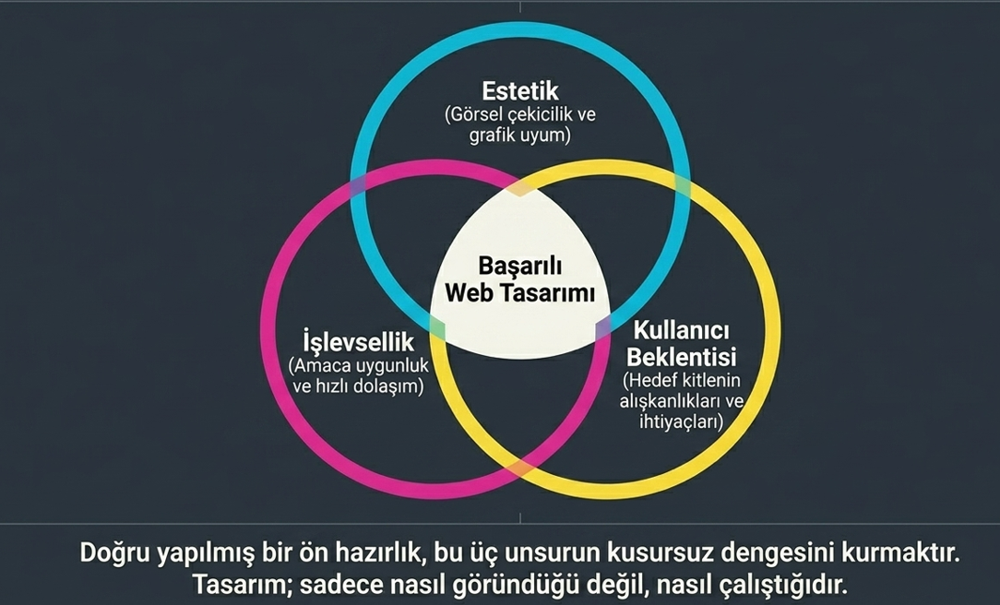 Estetik
(Görsel çekicilik ve
grafik uyum)
Başarılı
Web Tasarımı
İşlevsellik
(Amaca uygunluk
ve hızlı dolaşım)
Kullanıcı
Beklentisi
(Hedef kitlenin
alışkanlıkları ve
ihtiyaçları)
Doğru yapılmış bir ön hazırlık, bu üç unsurun kusursuz dengesini kurmaktır.
Tasarım; sadece nasıl göründüğü değil, nasıl çalıştığıdır.